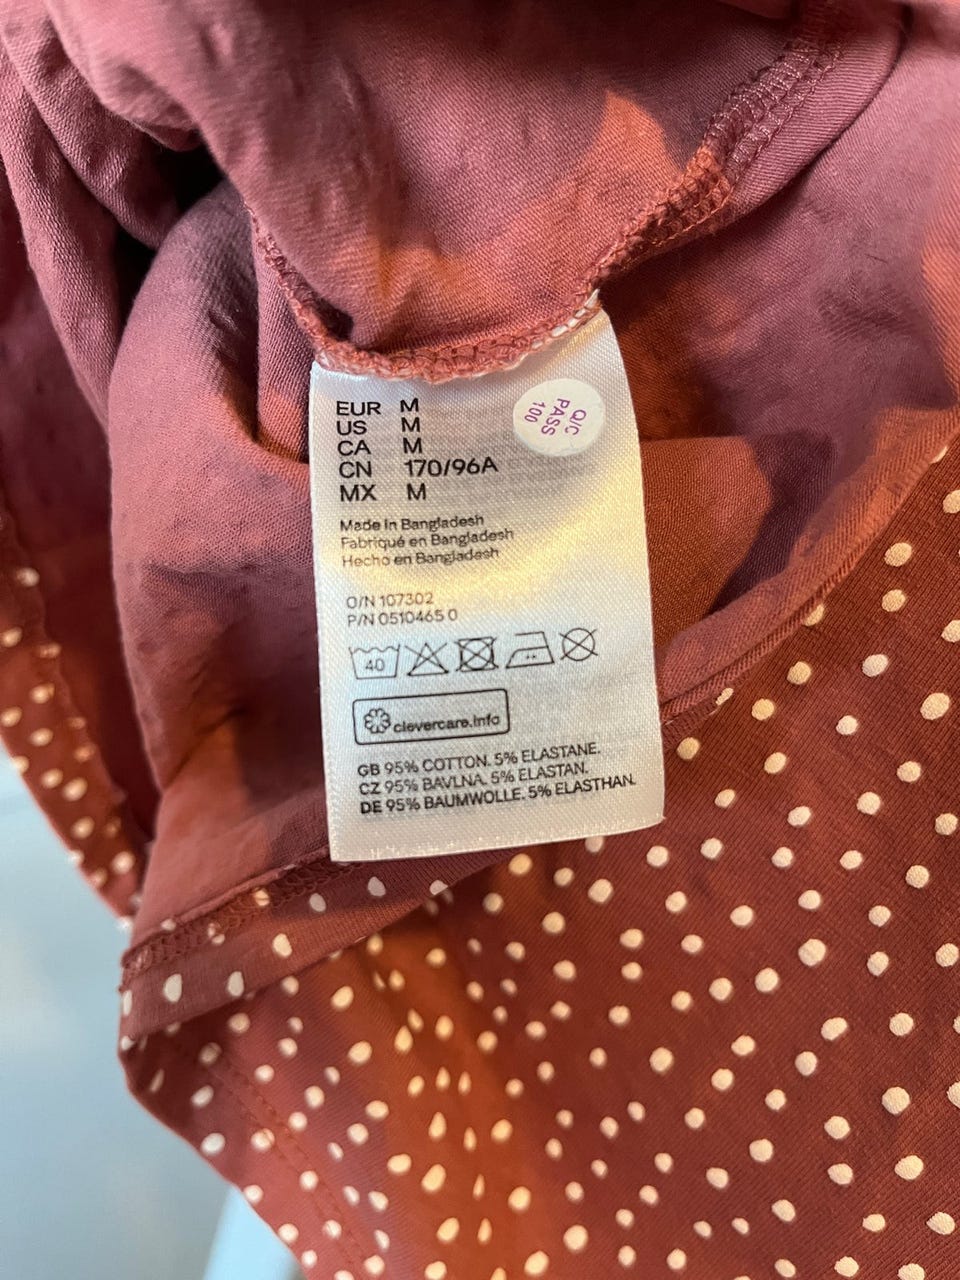 EUR M
US M
CA M
CN 170/96A
MX M
Q/C
PASS
100
Made in Bangladesh
Fabriqué en Bangladesh
Hecho en Bangladesh
O/N 107302
P/N 0510465 0
40
clevercare.info
GB 95% COTTON. 5% ELASTANE.
CZ 95% BAVLNA. 5% ELASTAN.
DE 95% BAUMWOLLE. 5% ELASTHAN.